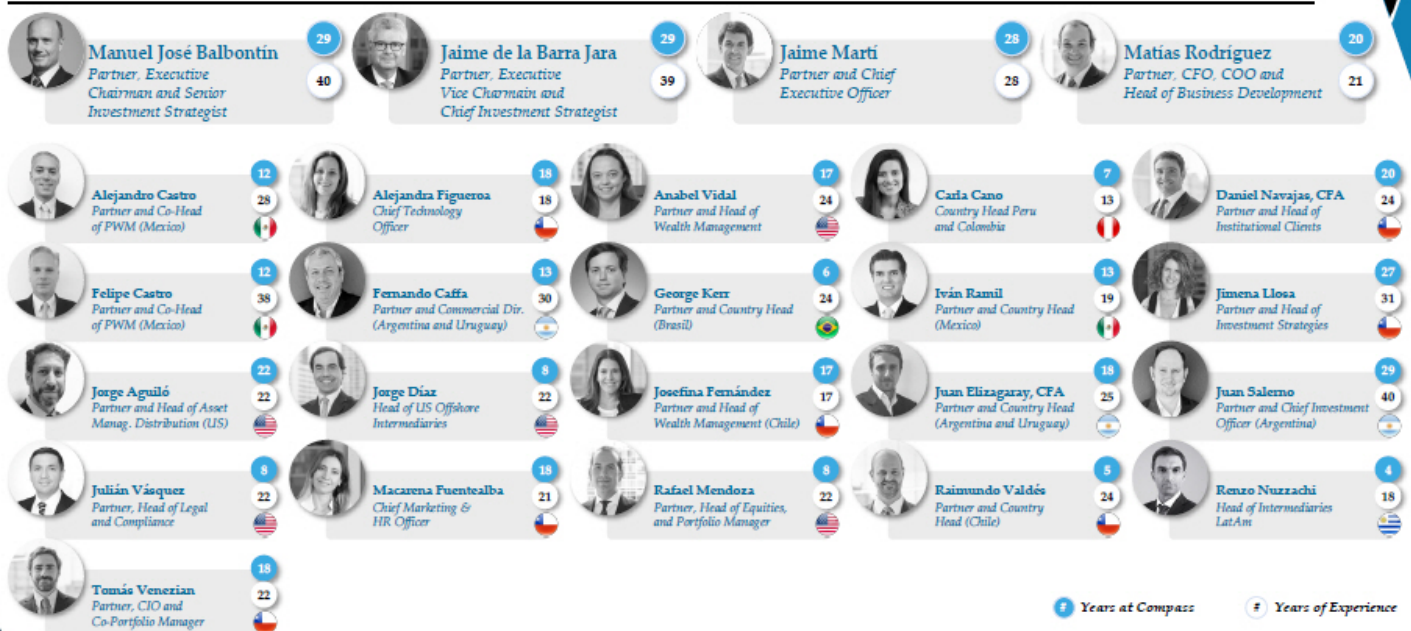 Manuel José Balbontín
Partner, Executive
Chairman and Senior
Investment Strategist
29
40
Jaime de la Barra Jara
Partner, Executive
Vice Charmain and
Chief Investment Strategist
29
39
Jaime Martí
Partner and Chief
Executive Officer
28
28
Matías Rodríguez
Partner, CFO, COO and
Head of Business Development
20
21
Alejandro Castro
Partner and Co-Head
of PWM (Mexico)
12
28
Alejandra Figueroa
Chief Technology
Officer
18
18
Anabel Vidal
Partner and Head of
Wealth Management
17
24
Carla Cano
Country Head Peru
and Colombia
7
13
Daniel Navajas, CFA
Partner and Head of
Institutional Clients
20
24
Felipe Castro
Partner and Co-Head
of PWM (Mexico)
12
38
Fernando Caffa
Partner and Commercial Dir.
(Argentina and Uruguay)
13
30
George Kerr
Partner and Country Head
(Brasil)
6
24
Iván Ramil
Partner and Country Head
(Mexico)
13
19
Jimena Llosa
Partner and Head of
Investment Strategies
27
31
Jorge Aguiló
Partner and Head of Asset
Manag. Distribution (US)
22
22
Jorge Díaz
Head of US Offshore
Intermediaries
8
22
Josefina Fernández
Partner and Head of
Wealth Management (Chile)
17
17
Juan Elizagaray, CFA
Partner and Country Head
(Argentina and Uruguay)
18
25
Juan Salerno
Partner and Chief Investment
Officer (Argentina)
29
40
Julián Vásquez
Partner, Head of Legal
and Compliance
8
22
Macarena Fuentealba
Chief Marketing &
HR Officer
18
21
Rafael Mendoza
Partner, Head of Equities,
and Portfolio Manager
8
22
Raimundo Valdés
Partner and Country
Head (Chile)
5
24
Renzo Nuzzachi
Head of Intermediaries
LatAm
4
18
Tomás Venezian
Partner, CIO and
Co-Portfolio Manager
18
22
# Years at Compass
# Years of Experience